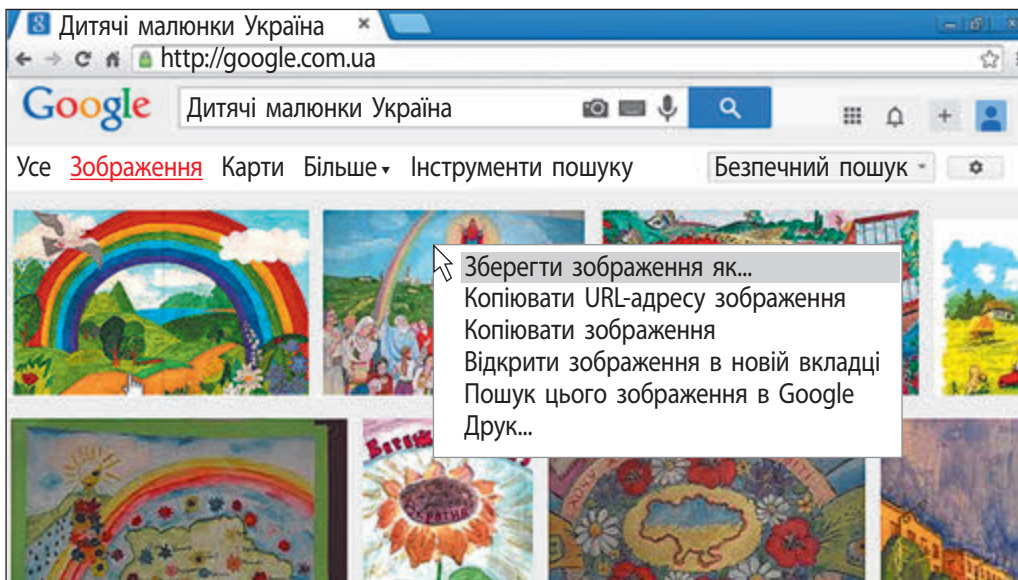 Дитячі малюнки Україна
http://google.com.ua
Google Дитячі малюнки Україна
Усе Зображення Карти Більше Інструменти пошуку Безпечний пошук
Зберегти зображення як...
Копіювати URL-адресу зображення
Копіювати зображення
Відкрити зображення в новій вкладці
Пошук цього зображення в Google
Друк...